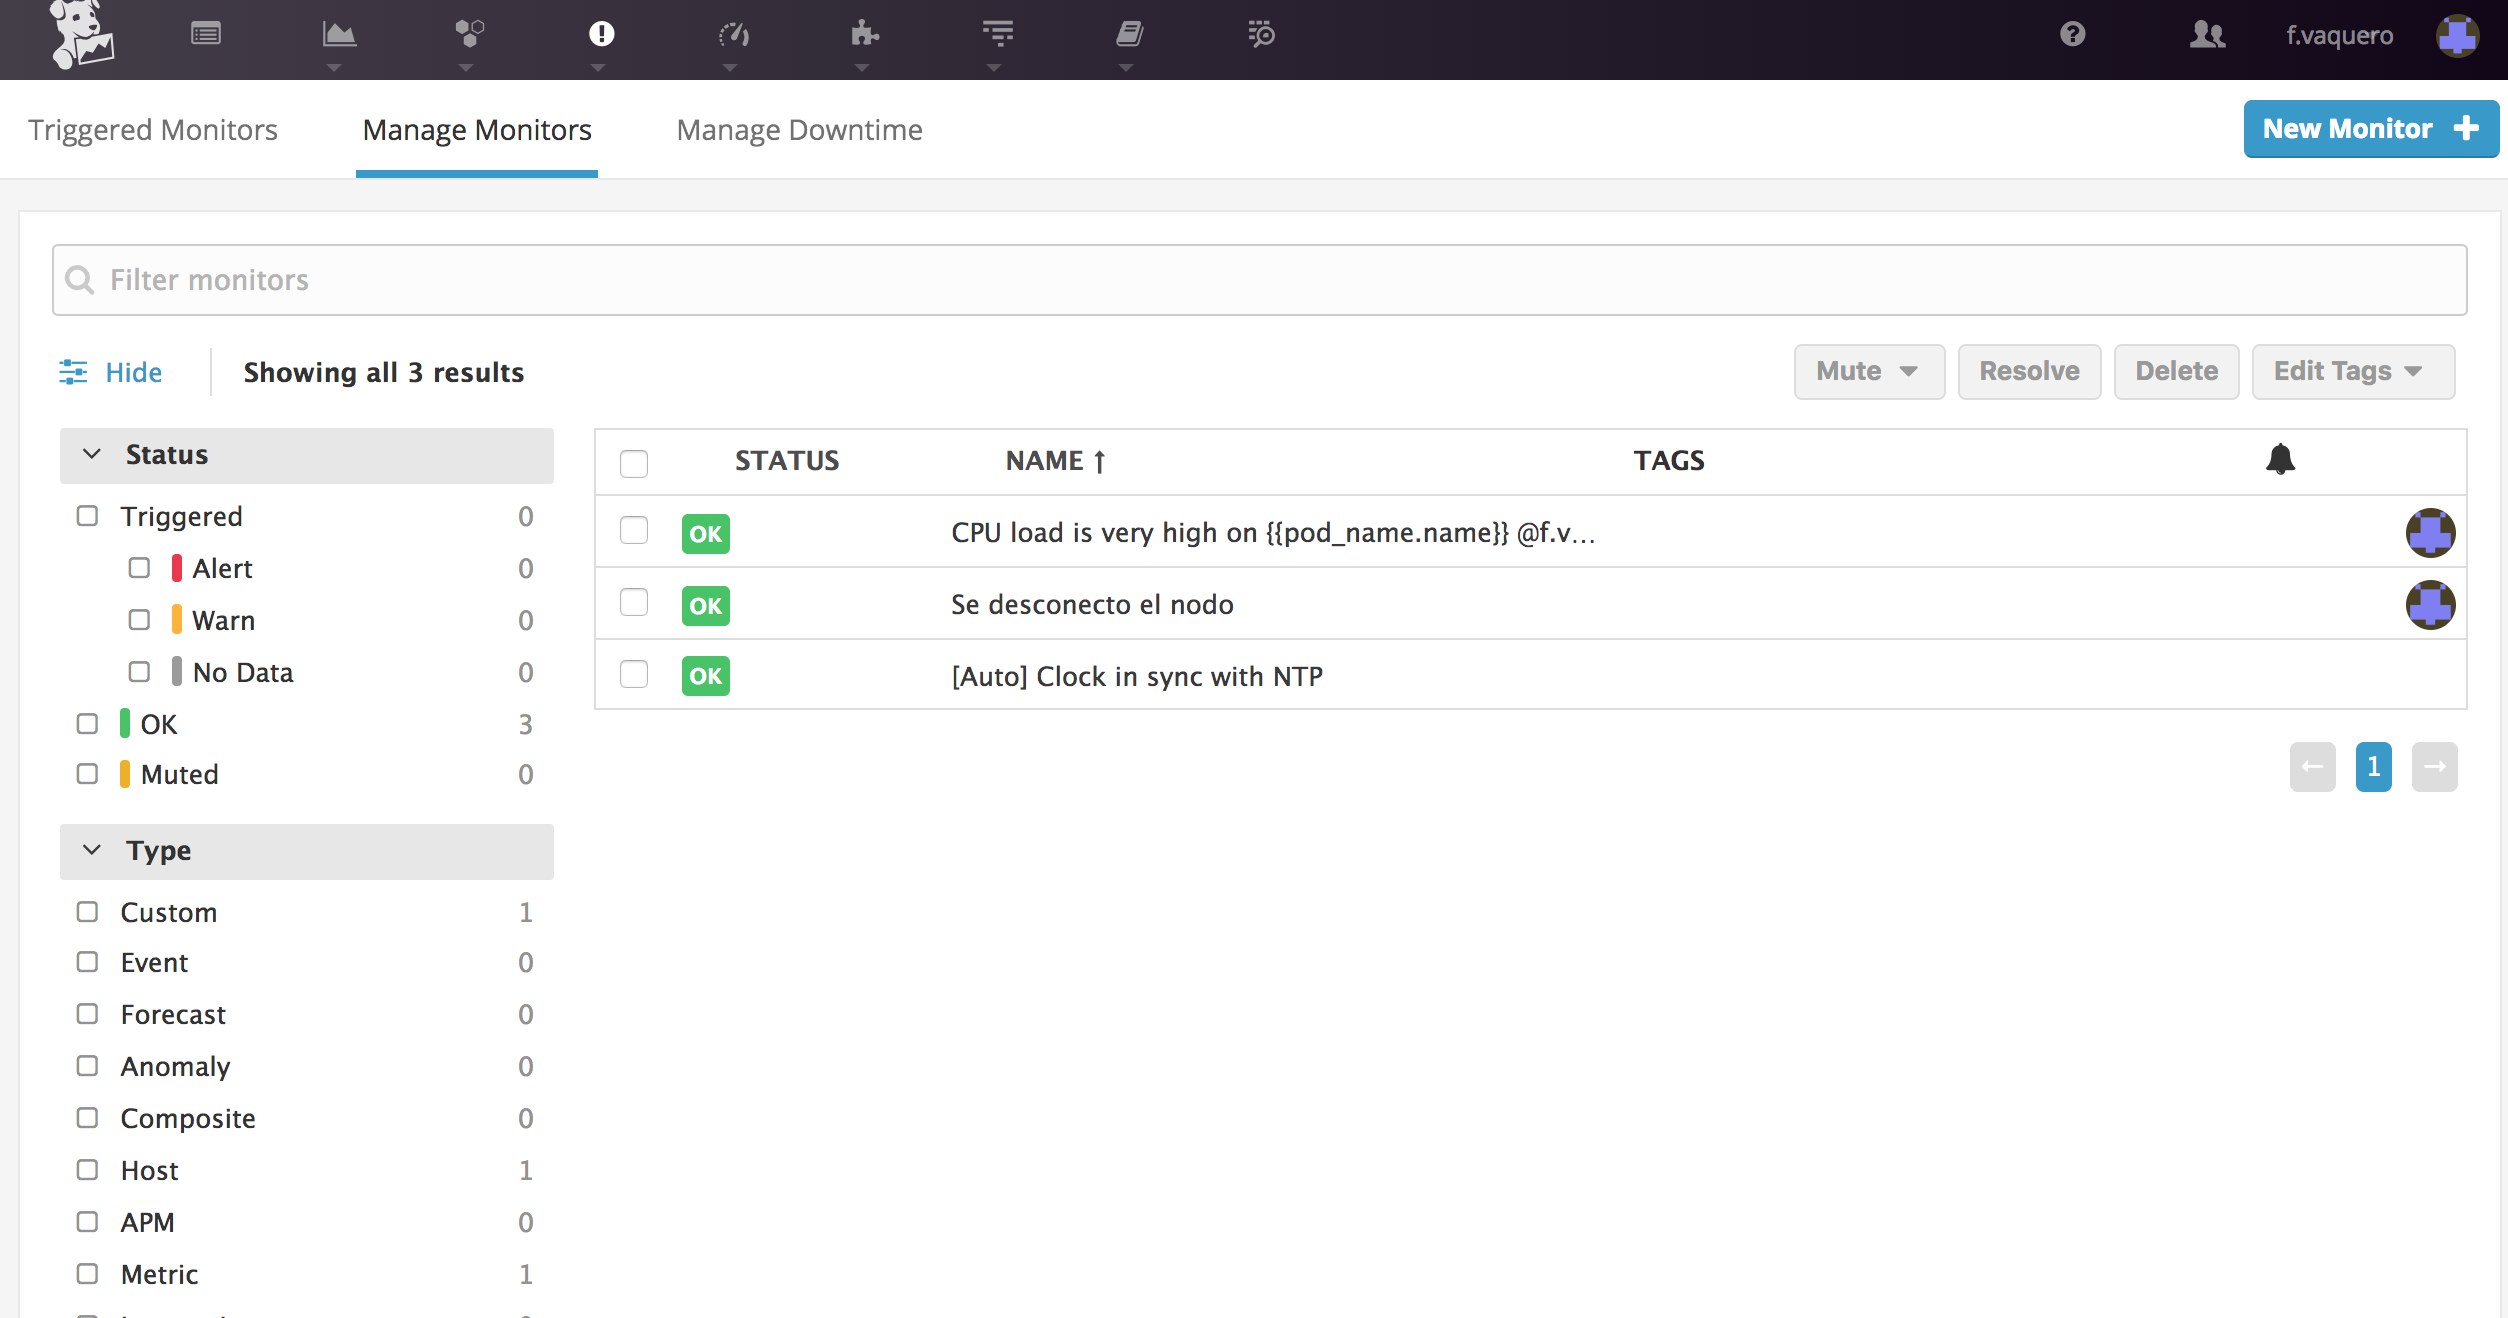 f.vaquero
Triggered Monitors Manage Monitors Manage Downtime New Monitor +
Filter monitors
Hide Showing all 3 results Mute Resolve Delete Edit Tags
Status
Triggered 0
Alert 0
Warn 0
No Data 0
OK 3
Muted 0
Type
Custom 1
Event 0
Forecast 0
Anomaly 0
Composite 0
Host 1
APM 0
Metric 1
STATUS NAME ↑ TAGS
OK CPU load is very high on {{pod_name.name}} @f.v...
OK Se desconecto el nodo
OK [Auto] Clock in sync with NTP
← 1 →